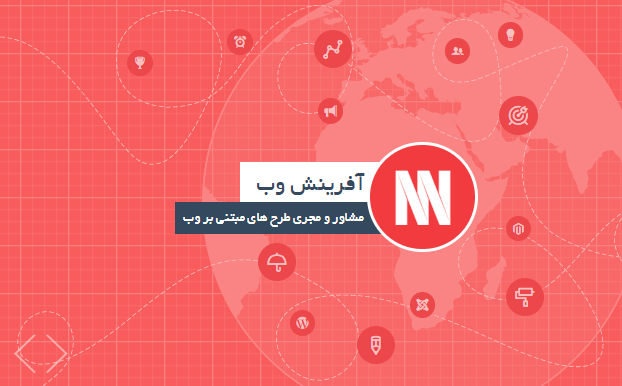 آفرینش وب
مشاور و مجری طرح های مبتنی بر وب